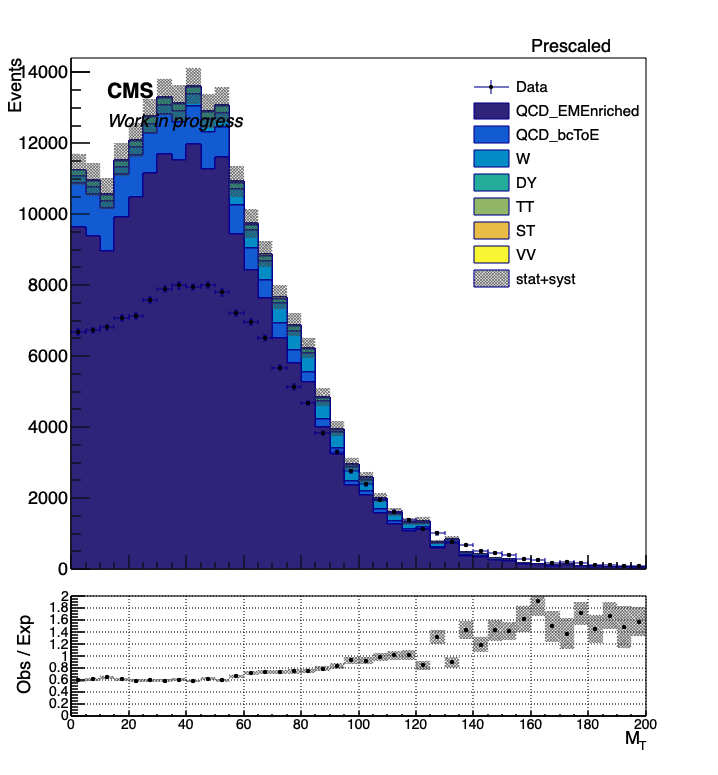 Prescaled
Events
14000
12000
10000
8000
6000
4000
2000
0
CMS
Work in progress
Data
QCD_EMEnriched
QCD_bcToE
W
DY
TT
ST
VV
stat+syst
Obs / Exp
2
1.8
1.6
1.4
1.2
1
0.8
0.6
0.4
0.2
0
0 20 40 60 80 100 120 140 160 180 200
M_T